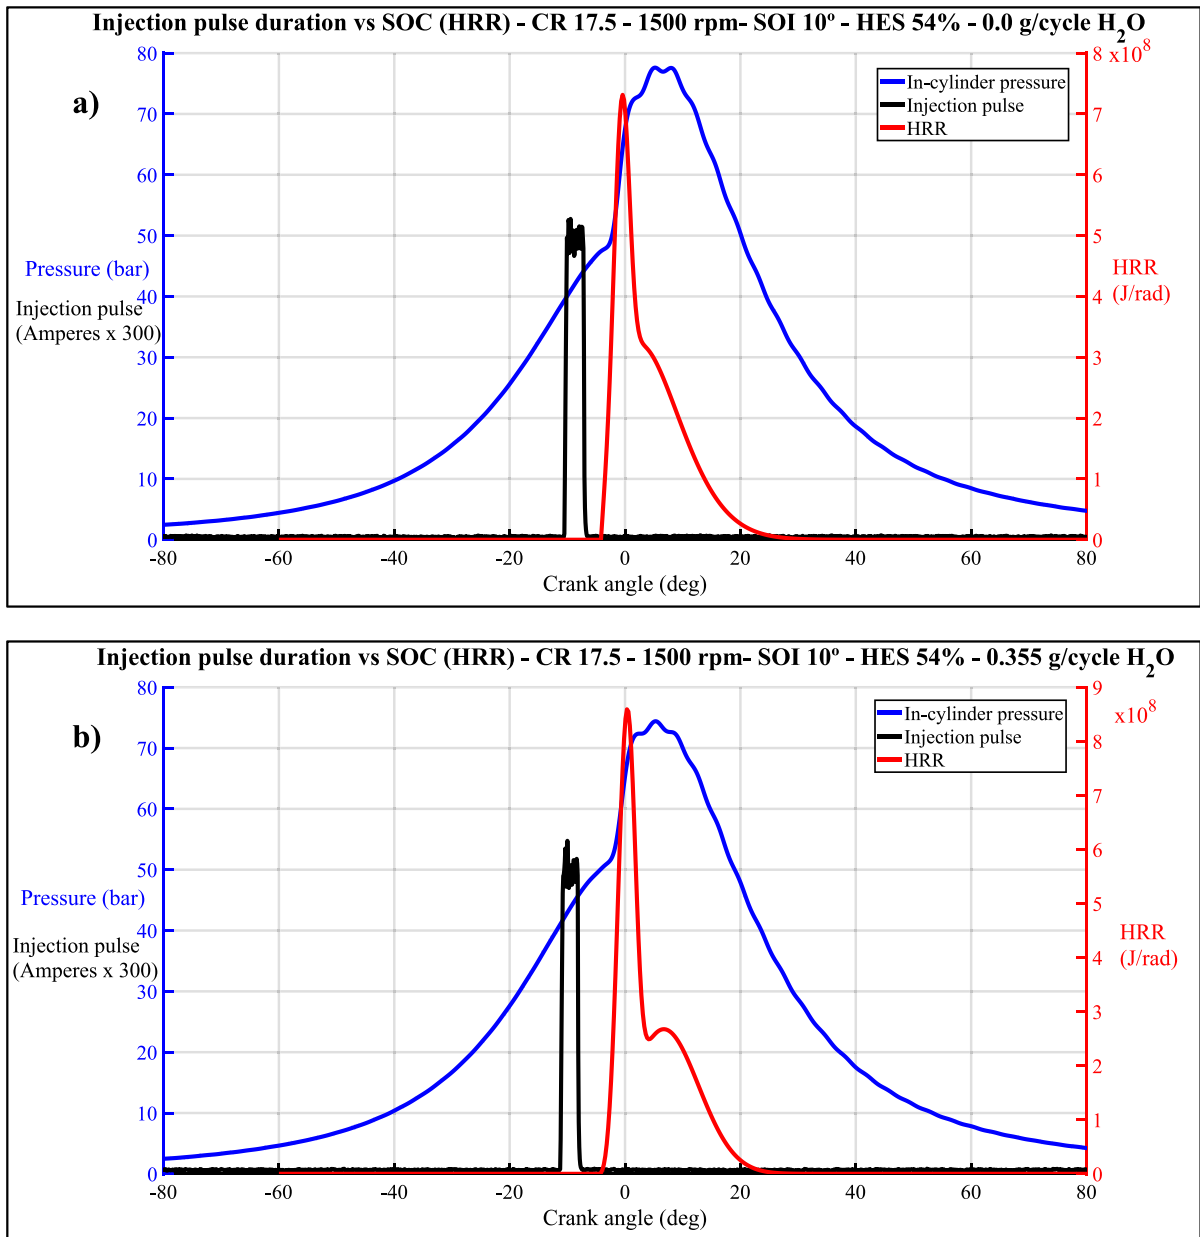 Injection pulse duration vs SOC (HRR) - CR 17.5 - 1500 rpm- SOI 10º - HES 54% - 0.0 g/cycle H2O
a)
80
70
60
50
40
30
20
10
0
Pressure (bar)
Injection pulse
(Amperes x 300)
In-cylinder pressure
Injection pulse
HRR
8 x10^8
7
6
5
4
3
2
1
0
HRR
(J/rad)
-80 -60 -40 -20 0 20 40 60 80
Crank angle (deg)
Injection pulse duration vs SOC (HRR) - CR 17.5 - 1500 rpm- SOI 10º - HES 54% - 0.355 g/cycle H2O
b)
80
70
60
50
40
30
20
10
0
Pressure (bar)
Injection pulse
(Amperes x 300)
In-cylinder pressure
Injection pulse
HRR
9
x10^8
8
7
6
5
4
3
2
1
0
HRR
(J/rad)
-80 -60 -40 -20 0 20 40 60 80
Crank angle (deg)